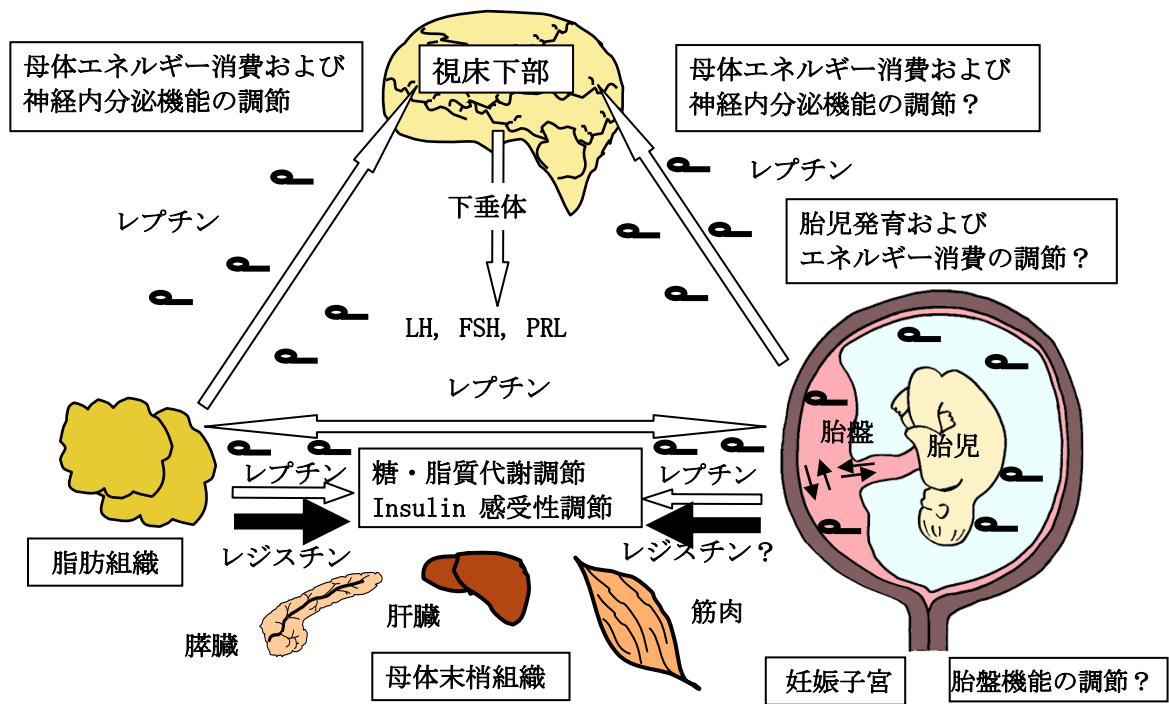 母体エネルギー消費および
神経内分泌機能の調節
視床下部
母体エネルギー消費および
神経内分泌機能の調節？
レプチン
レプチン
下垂体
胎児発育および
エネルギー消費の調節？
LH, FSH, PRL
レプチン
胎盤
胎児
レプチン
糖・脂質代謝調節
Insulin 感受性調節
レプチン
レジスチン
レジスチン？
脂肪組織
膵臓
肝臓
筋肉
母体末梢組織
妊娠子宮
胎盤機能の調節？